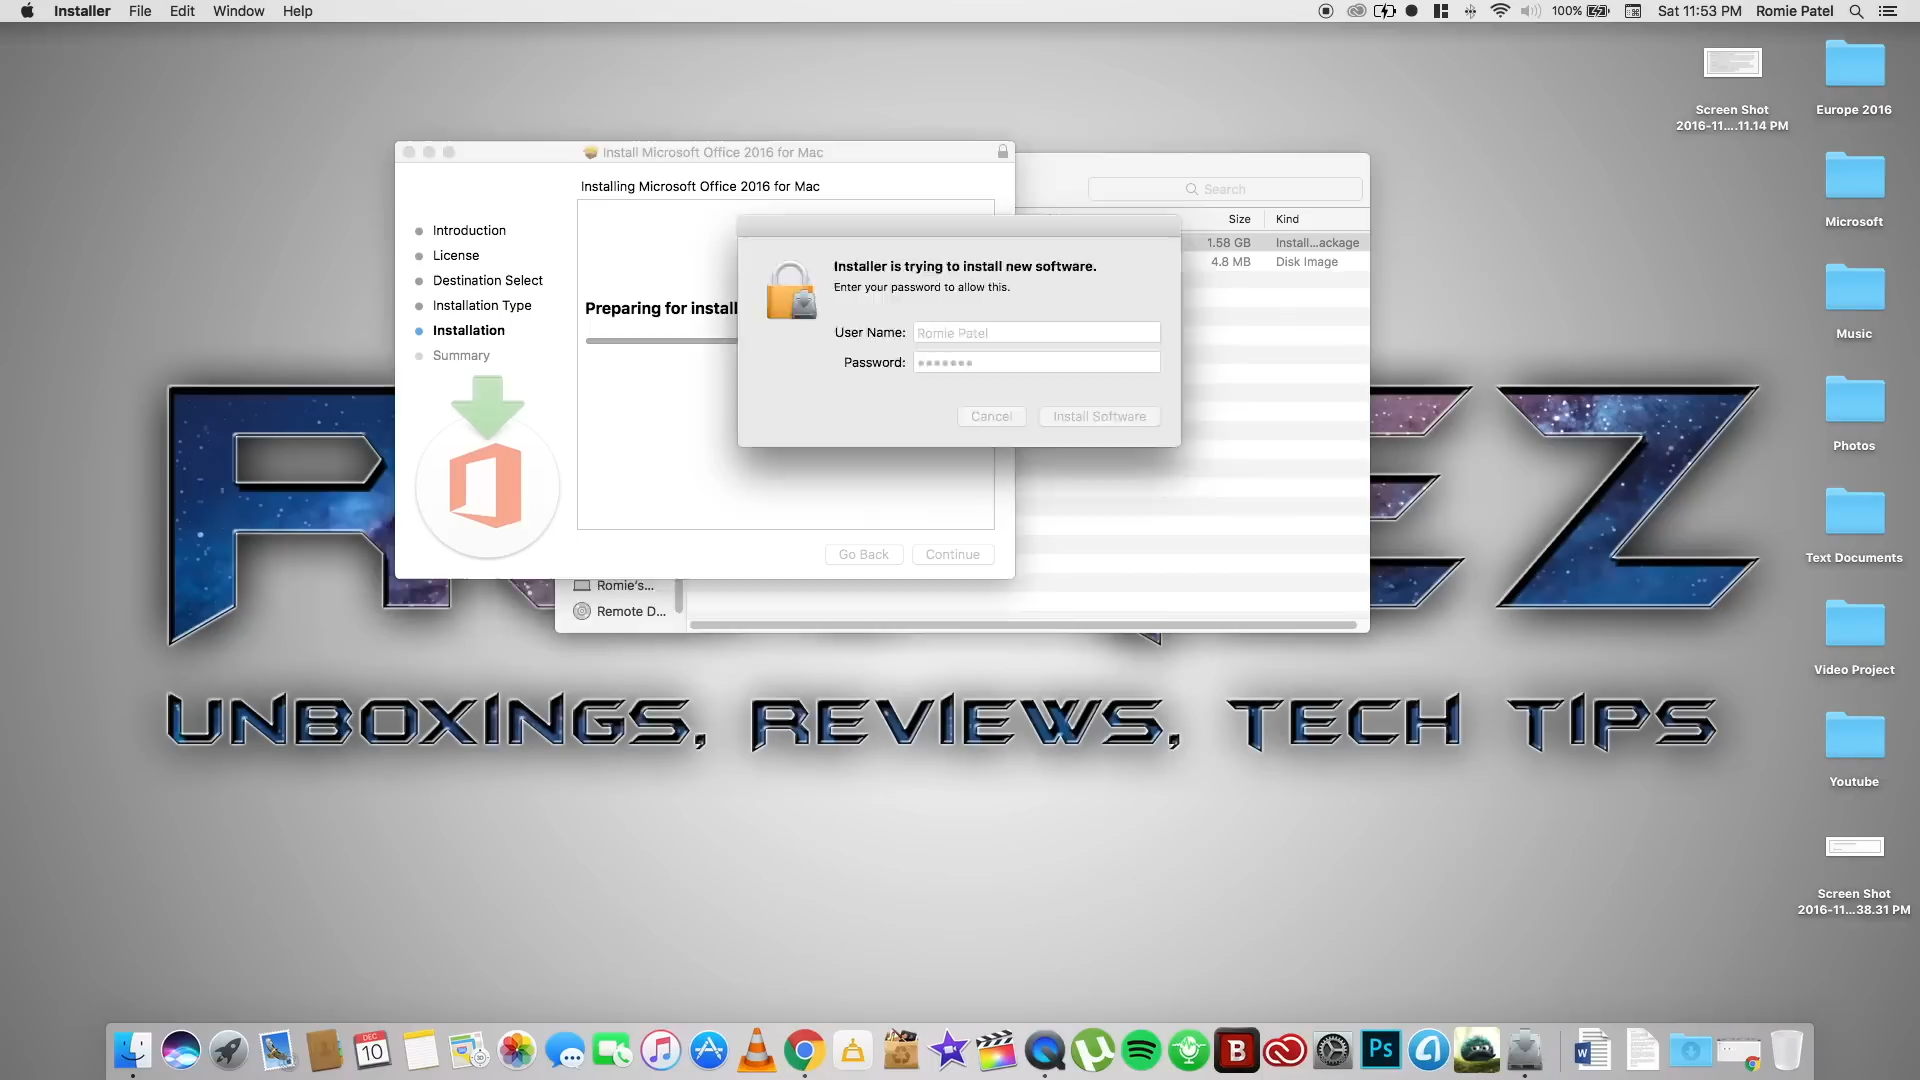 Installer File Edit Window Help
100% Sat 11:53 PM Romie Patel
Screen Shot
2016-11....11.14 PM
Europe 2016
Microsoft
Music
Photos
Text Documents
Video Project
Youtube
Screen Shot
2016-11...38.31 PM
Install Microsoft Office 2016 for Mac
Installing Microsoft Office 2016 for Mac
Introduction
License
Destination Select
Installation Type
Installation
Summary
Preparing for install
Go Back Continue
Installer is trying to install new software.
Enter your password to allow this.
User Name: Romie Patel
Password:
Cancel Install Software
Search
Size Kind
1.58 GB Install...ackage
4.8 MB Disk Image
Romie's...
Remote D...
UNBOXINGS, REVIEWS, TECH TIPS
DEC
10
B
Ps
W